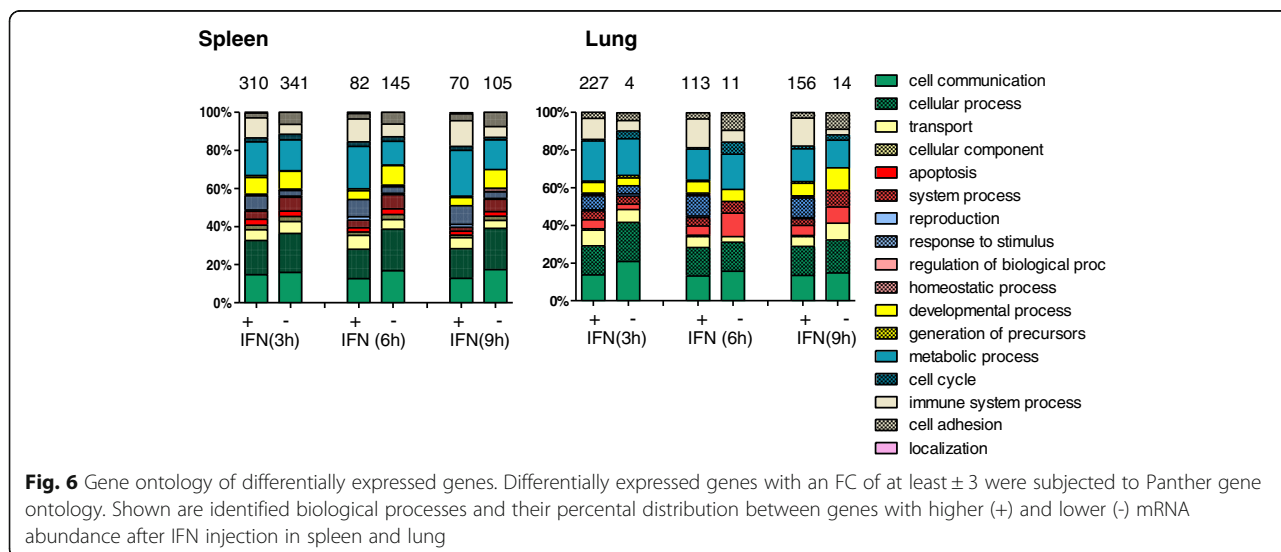 Spleen
Lung
310 341 82 145 70 105
227 4 113 11 156 14
100%
80%
60%
40%
20%
0%
100%
80%
60%
40%
20%
0%
+ - + - + -
IFN(3h) IFN (6h) IFN(9h)
+ - + - + -
IFN(3h) IFN (6h) IFN(9h)
cell communication
cellular process
transport
cellular component
apoptosis
system process
reproduction
response to stimulus
regulation of biological proc
homeostatic process
developmental process
generation of precursors
metabolic process
cell cycle
immune system process
cell adhesion
localization
Fig. 6 Gene ontology of differentially expressed genes. Differentially expressed genes with an FC of at least ± 3 were subjected to Panther gene
ontology. Shown are identified biological processes and their percental distribution between genes with higher (+) and lower (-) mRNA
abundance after IFN injection in spleen and lung